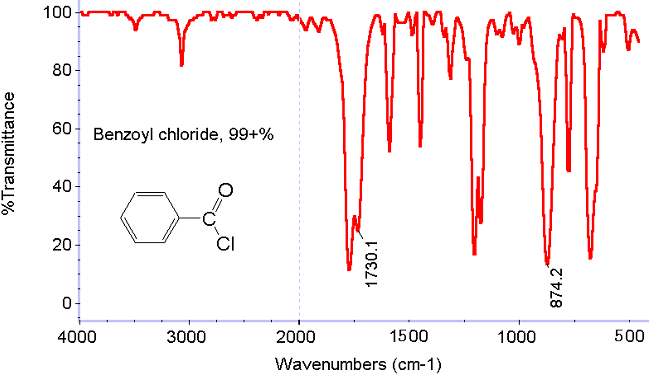 100
80
60
40
20
0
%Transmittance
Benzoyl chloride, 99+%
O
C
Cl
1730.1
874.2
4000 3000 2000 1500 1000 500
Wavenumbers (cm-1)